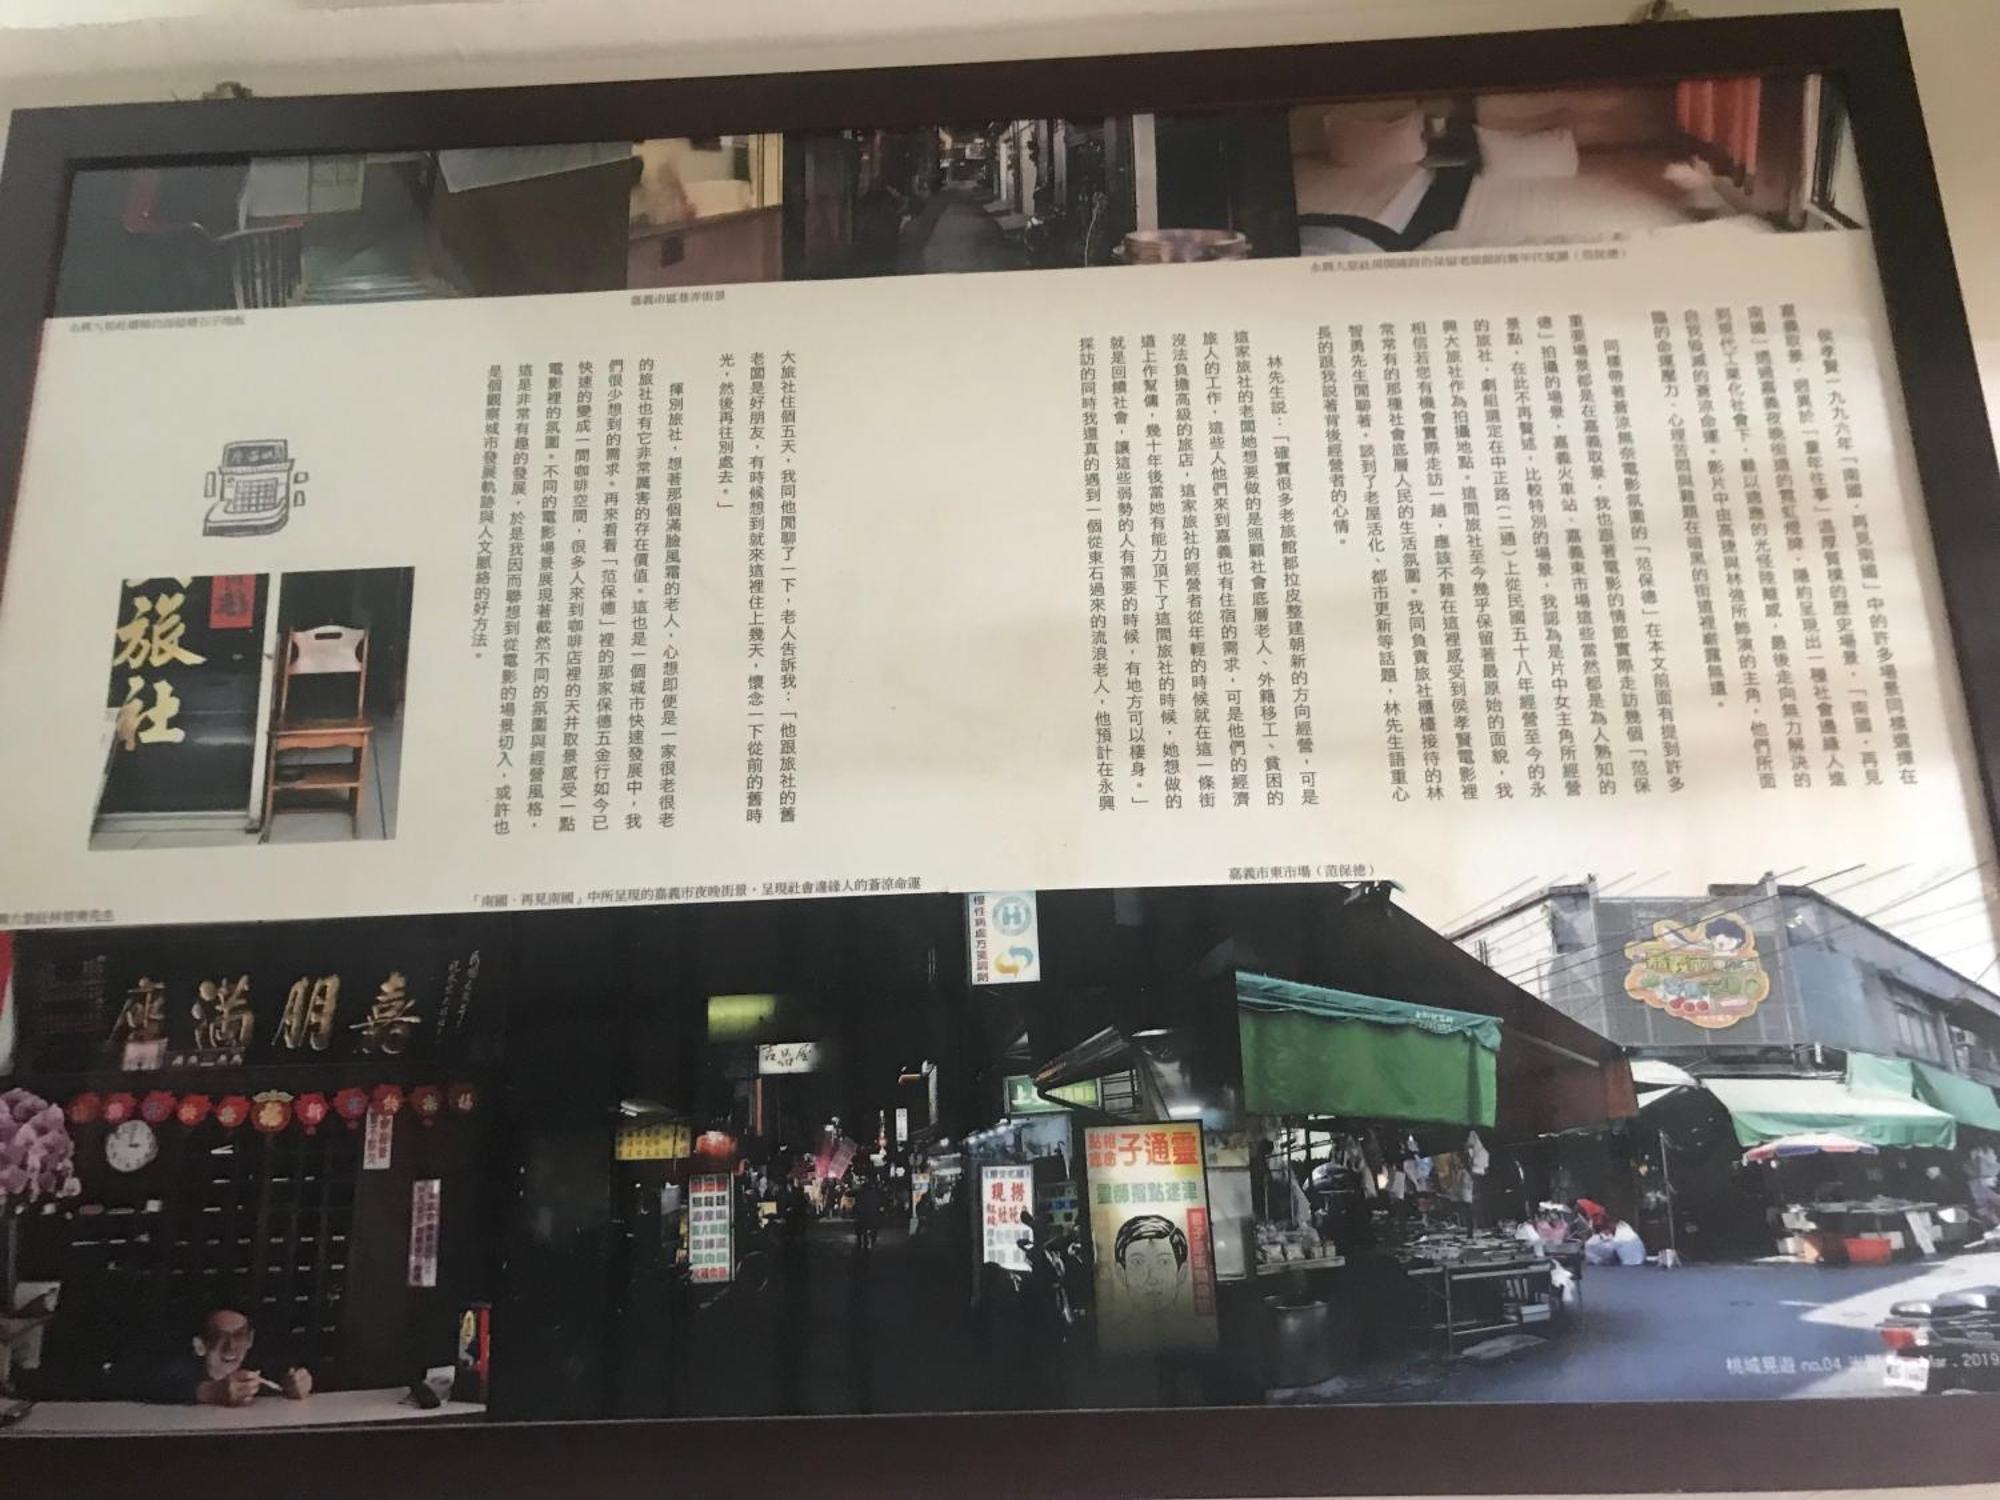 侯孝賢一九九六年「南國，再見南國」中的許多場景同樣選擇在
嘉義取景，迥異於「童年往事」溫厚質樸的歷史場景，「南國，再見
南國」透過嘉義夜晚街道的霓虹燈牌，隱約呈現出一種社會邊緣人進
到現代工業化社會下，難以適應的光怪陸離感，最後走向無力解決的
自我毀滅的蒼涼命運。影片中由高捷與林強所飾演的主角，他們所面
臨的命運壓力、心理苦悶與難題在暗黑的街道裡嶄露無遺。
同樣帶著蒼涼無奈電影氛圍的「范保德」在本文前面有提到許多
重要場景都是在嘉義取景，我也跟著電影的情節實際走訪幾個「范保
德」拍攝的場景，嘉義火車站、嘉義東市場這些當然都是為人熟知的
景點，在此不再贅述，比較特別的場景，我認為是片中女主角所經營
的旅社，劇組選定在中正路（二通）上從民國五十八年經營至今的永
興大旅社作為拍攝地點。這間旅社至今幾乎保留著最原始的面貌，我
相信若您有機會實際走訪一趟，應該不難在這裡感受到侯孝賢電影裡
常常有的那種社會底層人民的生活氛圍。我同負責旅社櫃檯接待的林
智勇先生閒聊著，談到了老屋活化、都市更新等話題，林先生語重心
長的跟我說著背後經營者的心情。
林先生說：「確實很多老旅館都拉皮整建朝新的方向經營，可是
這家旅社的老闆她想要做的是照顧社會底層老人、外籍移工、貧困的
旅人的工作，這些人他們來到嘉義也有住宿的需求，可是他們的經濟
沒法負擔高級的旅店，這家旅社的經營者從年輕的時候就在這一條街
道上作幫傭，幾十年後當她有能力頂下了這間旅社的時候，她想做的
就是回饋社會，讓這些弱勢的人有需要的時候，有地方可以棲身。」
採訪的同時我還真的遇到一個從東石過來的流浪老人，他預計在永興
大旅社住個五天，我同他閒聊了一下，老人告訴我：「他跟旅社的舊
老闆是好朋友，有時候想到就來這裡住上幾天，懷念一下從前的舊時
光，然後再往別處去。」
揮別旅社，想著那個滿臉風霜的老人，心想即便是一家很老很老
的旅社也有它非常厲害的存在價值。這也是一個城市快速發展中，我
們很少想到的需求。再來看看「范保德」裡的那家保德五金行如今已
快速的變成一間咖啡空間，很多人來到咖啡店裡的天井取景感受一點
電影裡的氛圍。不同的電影場景展現著截然不同的氛圍與經營風格，
這是非常有趣的發展，於是我因而聯想到從電影的場景切入，或許也
是個觀察城市發展軌跡與人文脈絡的好方法。
嘉義市區巷弄街景
旅社
「南國、再見南國」中所呈現的嘉義市夜晚街景，呈現社會邊緣人的蒼涼命運
嘉義市東市場（范保德）
喜朋滿座
慢性病處方箋調劑
吉品屋
靈通子
靈師指點迷津
桃城晃遊 no.04
Mar . 2019